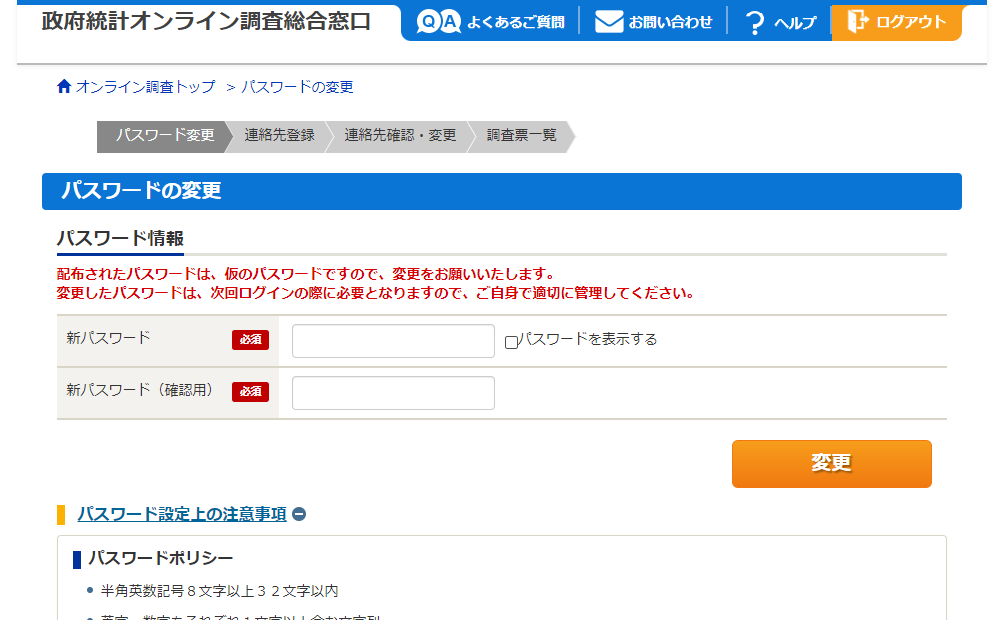 政府統計オンライン調査総合窓口
QA よくあるご質問
お問い合わせ
? ヘルプ
ログアウト
オンライン調査トップ > パスワードの変更
パスワード変更
連絡先登録
連絡先確認・変更
調査票一覧
パスワードの変更
パスワード情報
配布されたパスワードは、仮のパスワードですので、変更をお願いいたします。
変更したパスワードは、次回ログインの際に必要となりますので、ご自身で適切に管理してください。
新パスワード 必須 パスワードを表示する
新パスワード（確認用） 必須
変更
パスワード設定上の注意事項
パスワードポリシー
半角英数記号８文字以上３２文字以内